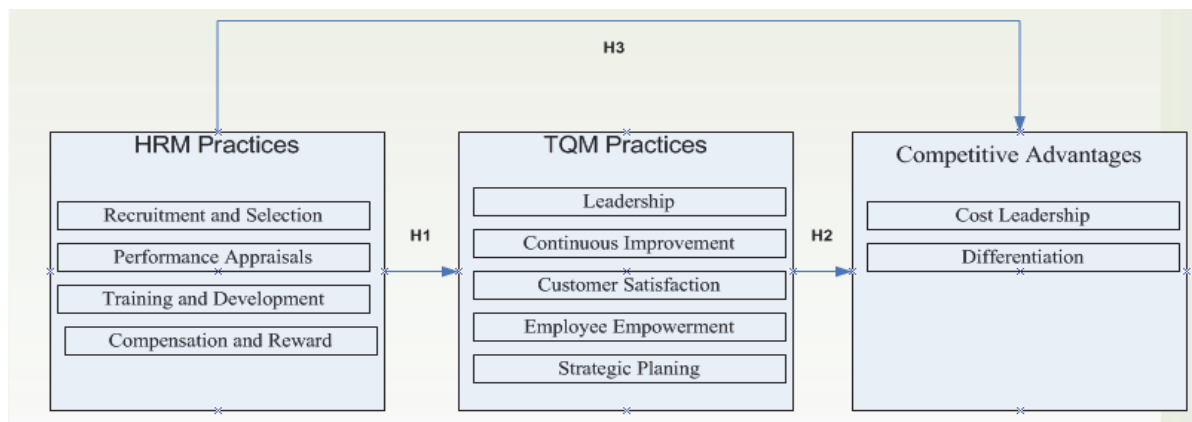 H3
HRM Practices
Recruitment and Selection
Performance Appraisals
Training and Development
Compensation and Reward
H1
TQM Practices
Leadership
Continuous Improvement
Customer Satisfaction
Employee Empowerment
Strategic Planing
H2
Competitive Advantages
Cost Leadership
Differentiation